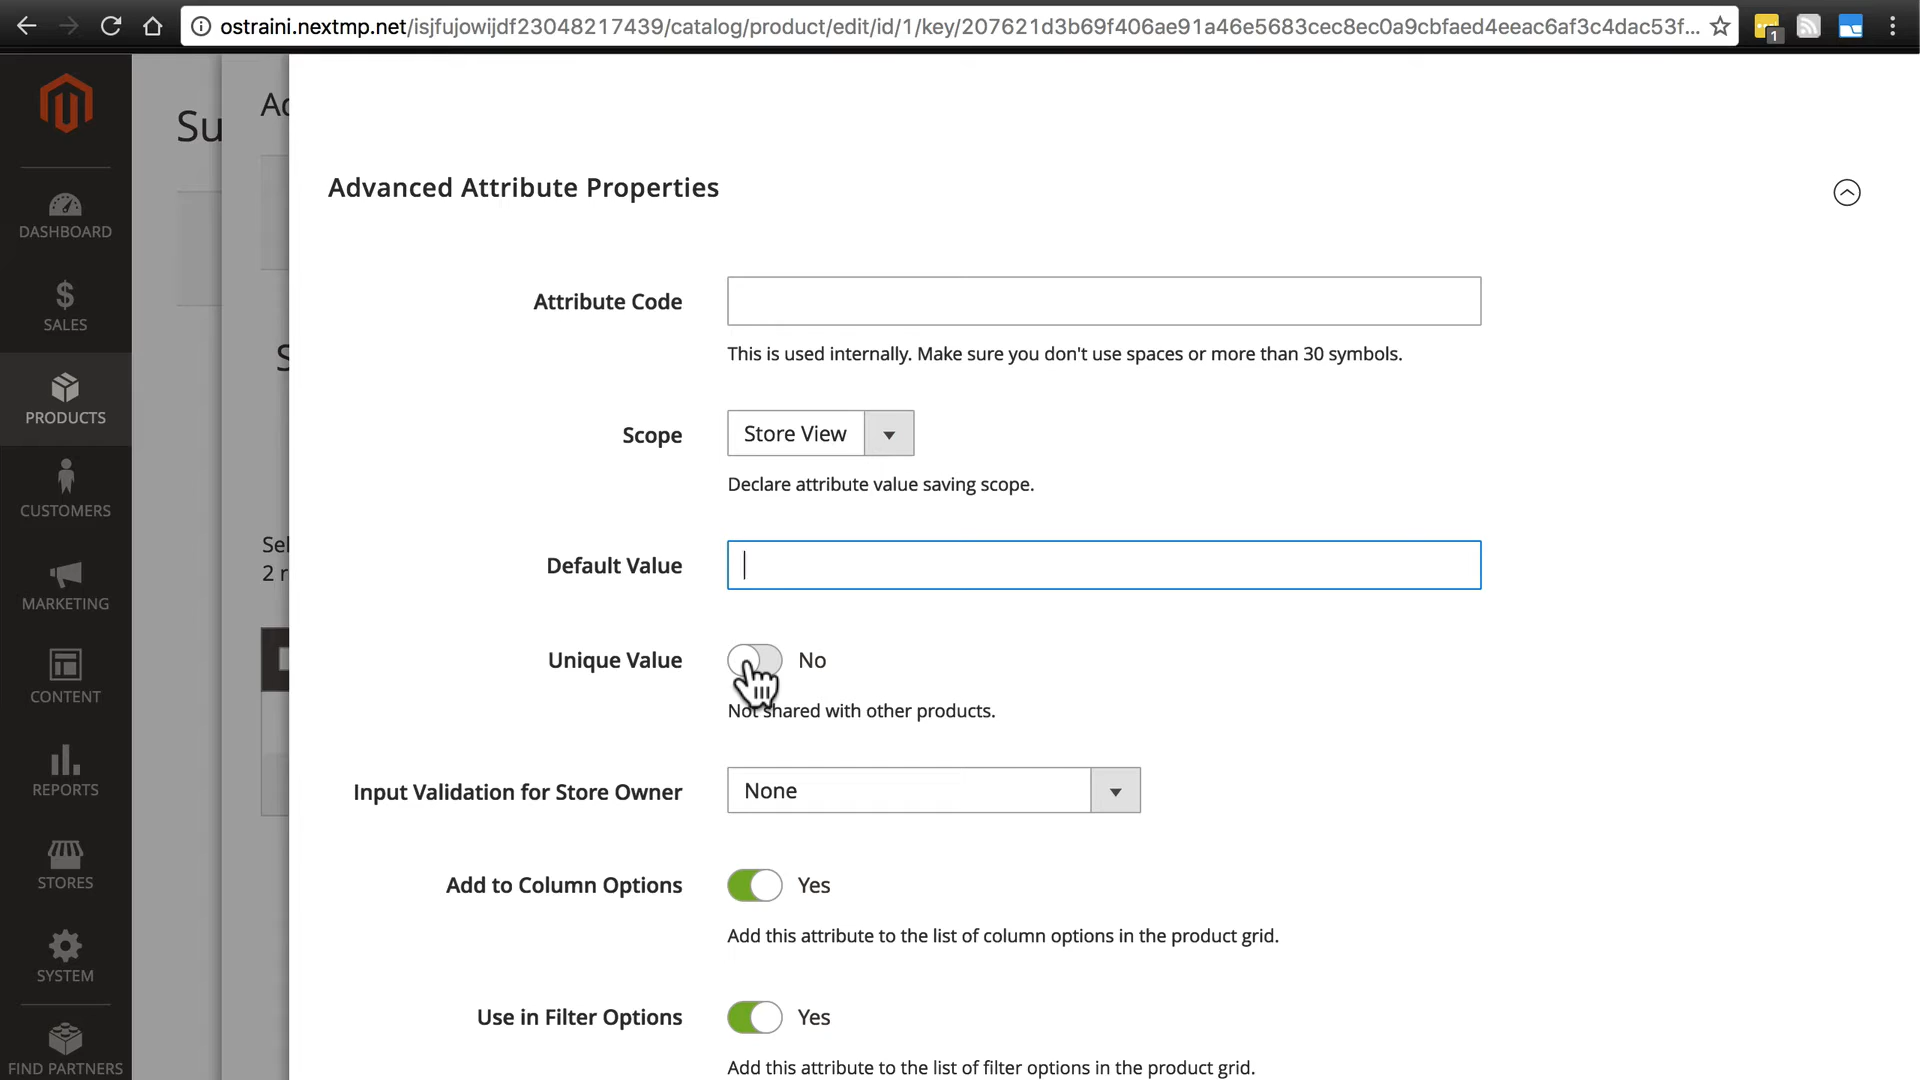 ostraini.nextmp.net/isjfujowijdf23048217439/catalog/product/edit/id/1/key/207621d3b69f406ae91a46e5683cec8ec0a9cbfaed4eeac6af3c4dac53f...
1
Su
Ad
Advanced Attribute Properties
DASHBOARD
Attribute Code
SALES
This is used internally. Make sure you don't use spaces or more than 30 symbols.
S
PRODUCTS
Scope
Store View
Declare attribute value saving scope.
CUSTOMERS
Sel
2 r
Default Value
MARKETING
Unique Value
No
CONTENT
Not shared with other products.
Input Validation for Store Owner
None
REPORTS
Add to Column Options
Yes
STORES
Add this attribute to the list of column options in the product grid.
SYSTEM
Use in Filter Options
Yes
FIND PARTNERS
Add this attribute to the list of filter options in the product grid.